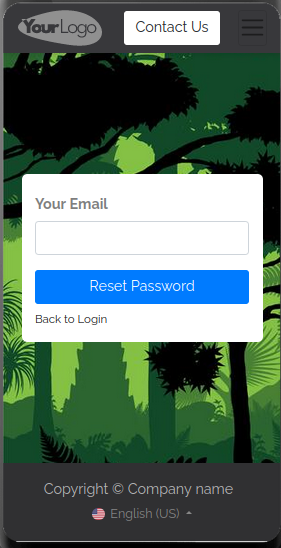 YourLogo
Contact Us
Your Email
Reset Password
Back to Login
Copyright © Company name
English (US)